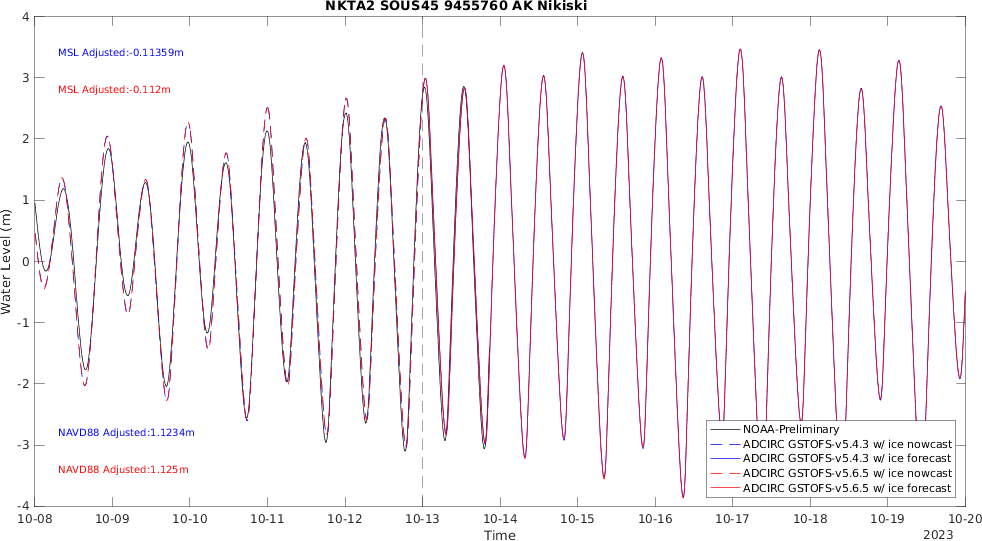 NKTA2 SOUS45 9455760 AK Nikiski
4
3
2
1
0
-1
-2
-3
-4
Water Level (m)
MSL Adjusted:-0.11359m
MSL Adjusted:-0.112m
NAVD88 Adjusted:1.1234m
NAVD88 Adjusted:1.125m
NOAA-Preliminary
ADCIRC GSTOFS-v5.4.3 w/ ice nowcast
ADCIRC GSTOFS-v5.4.3 w/ ice forecast
ADCIRC GSTOFS-v5.6.5 w/ ice nowcast
ADCIRC GSTOFS-v5.6.5 w/ ice forecast
10-08 10-09 10-10 10-11 10-12 10-13 10-14 10-15 10-16 10-17 10-18 10-19 10-20
Time
2023